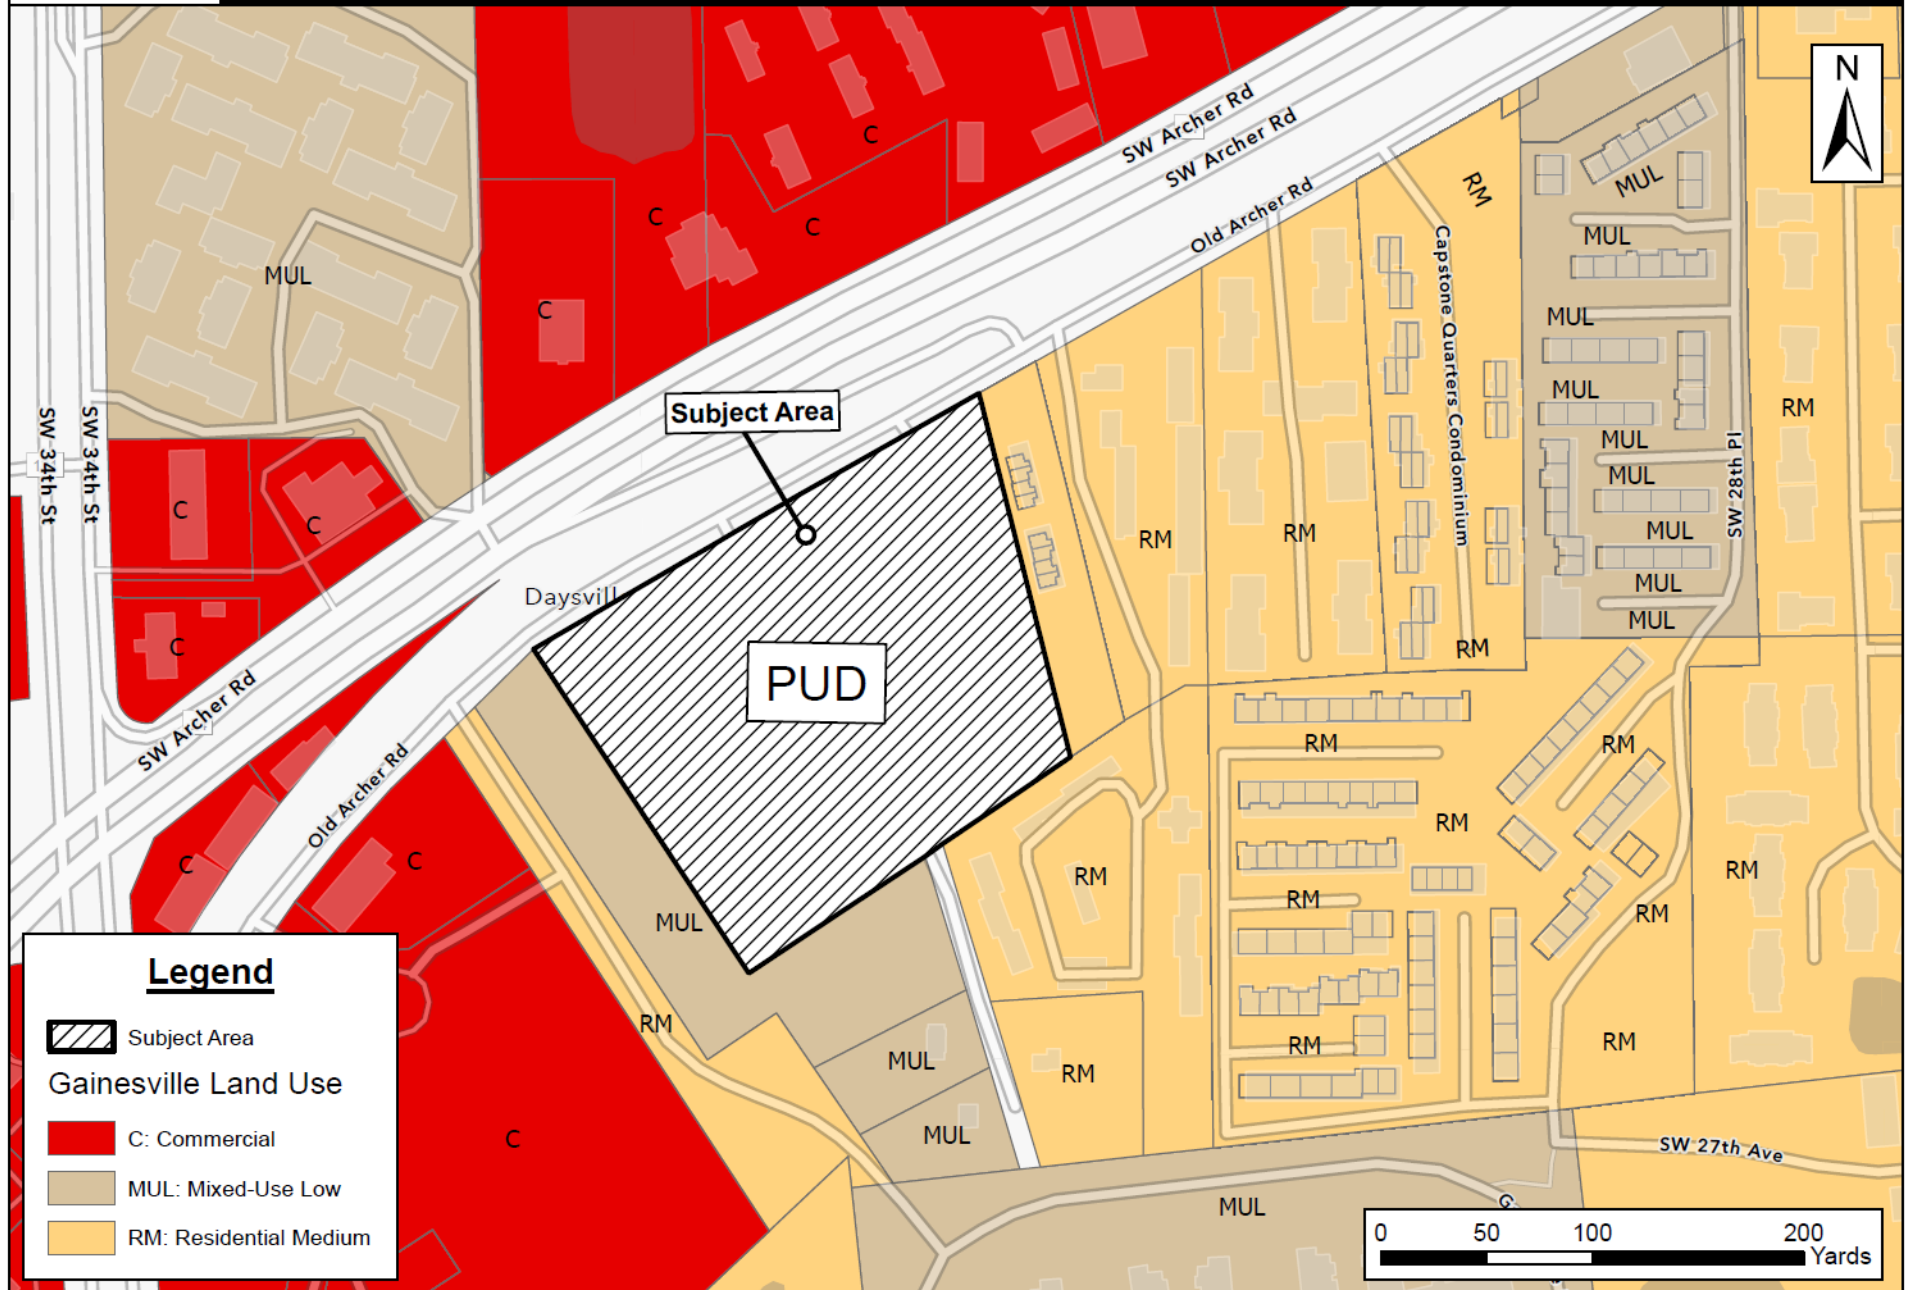 N
C
SW Archer Rd
SW Archer Rd
RM
MUL
C
C
Old Archer Rd
MUL
MUL
C
Capstone Quarters Condominium
MUL
MUL
RM
SW 34th St
SW 34th St
Subject Area
MUL
SW 28th Pl
MUL
C
C
RM
RM
MUL
MUL
Daysvill
MUL
C
RM
PUD
SW Archer Rd
RM
RM
Old Archer Rd
RM
C
C
RM
RM
RM
MUL
RM
Legend
Subject Area
Gainesville Land Use
C: Commercial
MUL: Mixed-Use Low
RM: Residential Medium
RM
RM
RM
MUL
RM
C
MUL
SW 27th Ave
MUL
G
0 50 100 200
Yards